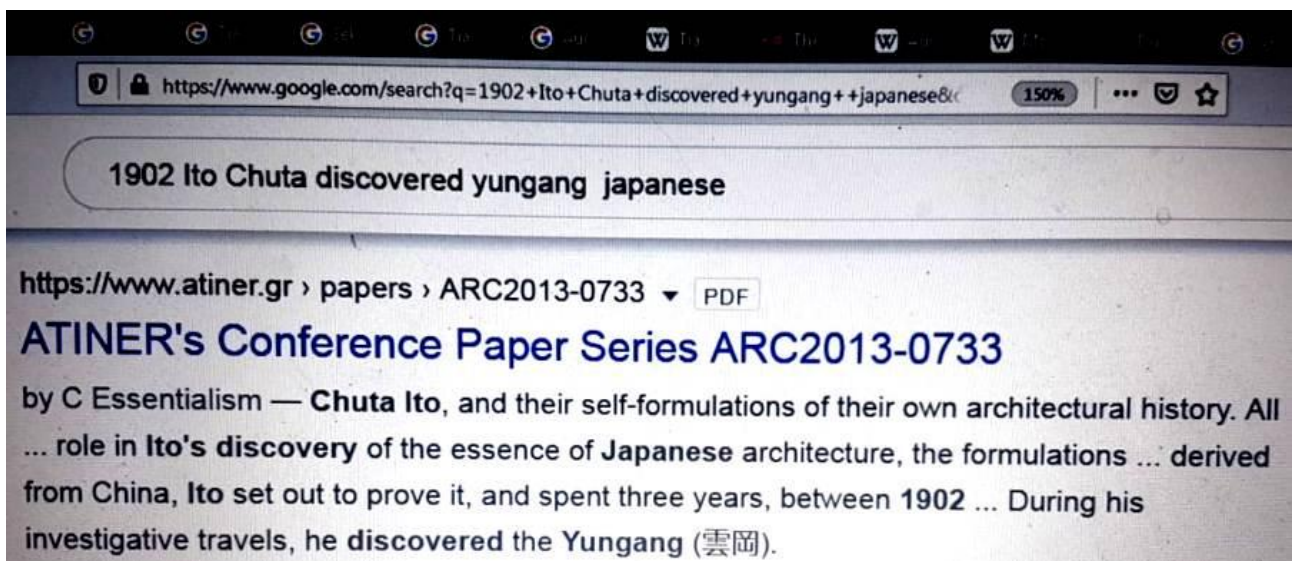 https://www.google.com/search?q=1902+Ito+Chuta+discovered+yungang++japanese&
150%
1902 Ito Chuta discovered yungang japanese
https://www.atiner.gr › papers › ARC2013-0733 PDF
ATINER's Conference Paper Series ARC2013-0733
by C Essentialism — Chuta Ito, and their self-formulations of their own architectural history. All
... role in Ito's discovery of the essence of Japanese architecture, the formulations ... derived
from China, Ito set out to prove it, and spent three years, between 1902 ... During his
investigative travels, he discovered the Yungang (雲岡).